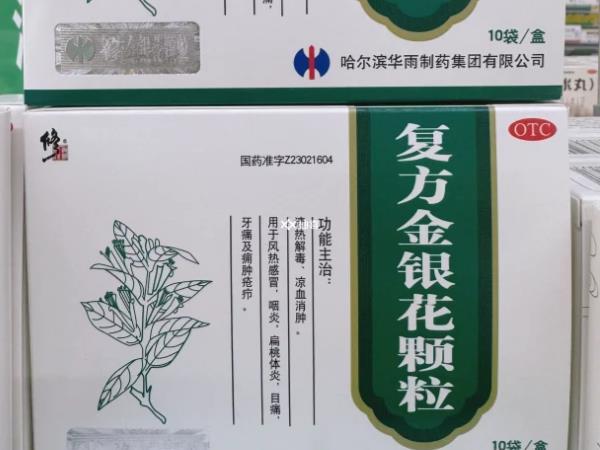 10袋/盒
哈尔滨华雨制药集团有限公司
修
国药准字Z23021604
OTC
复方金银花颗粒
功能主治：
清热解毒、凉血消肿。
用于风热感冒，咽炎，扁桃体炎，目痛，
牙痛及痈肿疮疖。
10袋/盒